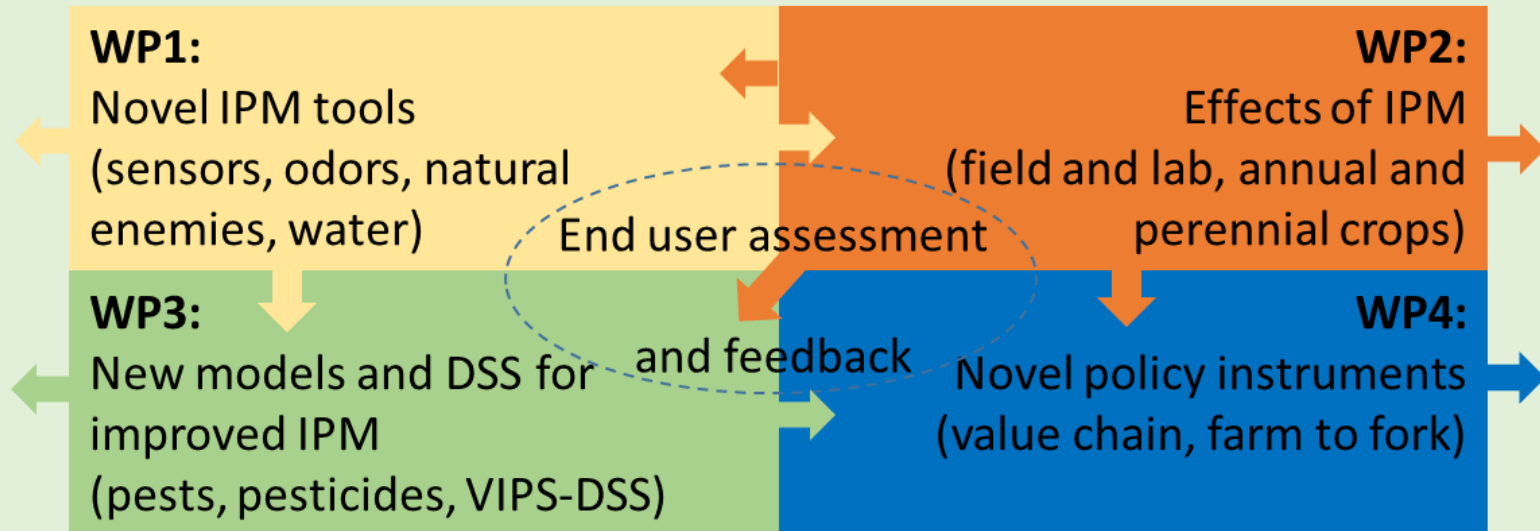 WP1:
Novel IPM tools
(sensors, odors, natural
enemies, water)
WP2:
Effects of IPM
(field and lab, annual and
perennial crops)
End user assessment
and feedback
WP3:
New models and DSS for
improved IPM
(pests, pesticides, VIPS-DSS)
WP4:
Novel policy instruments
(value chain, farm to fork)